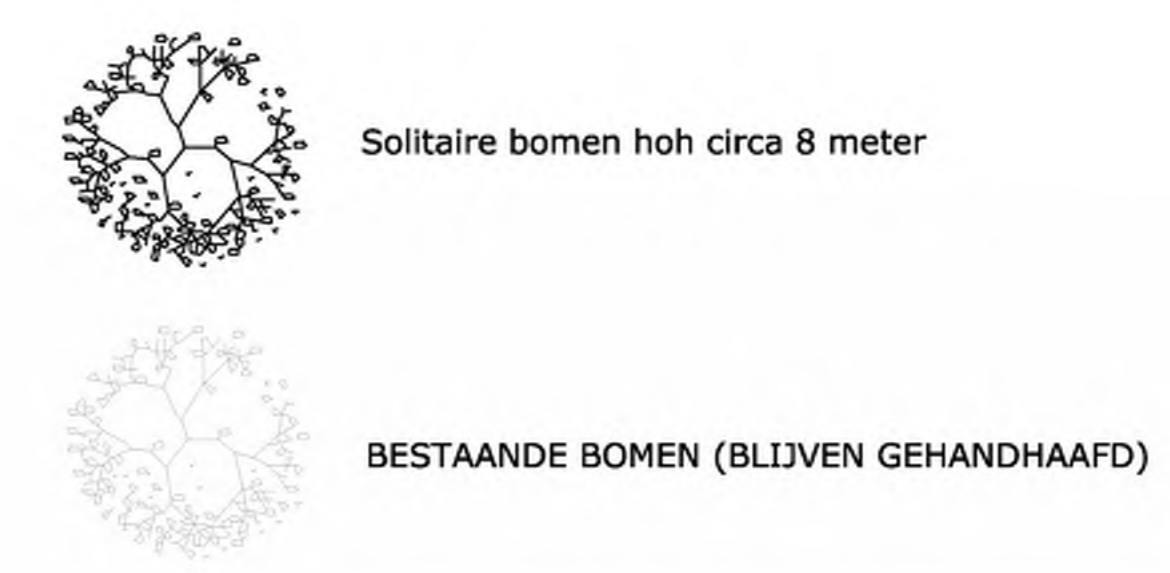 Solitaire bomen hoh circa 8 meter
BESTAANDE BOMEN (BLIJVEN GEHANDHAAFD)